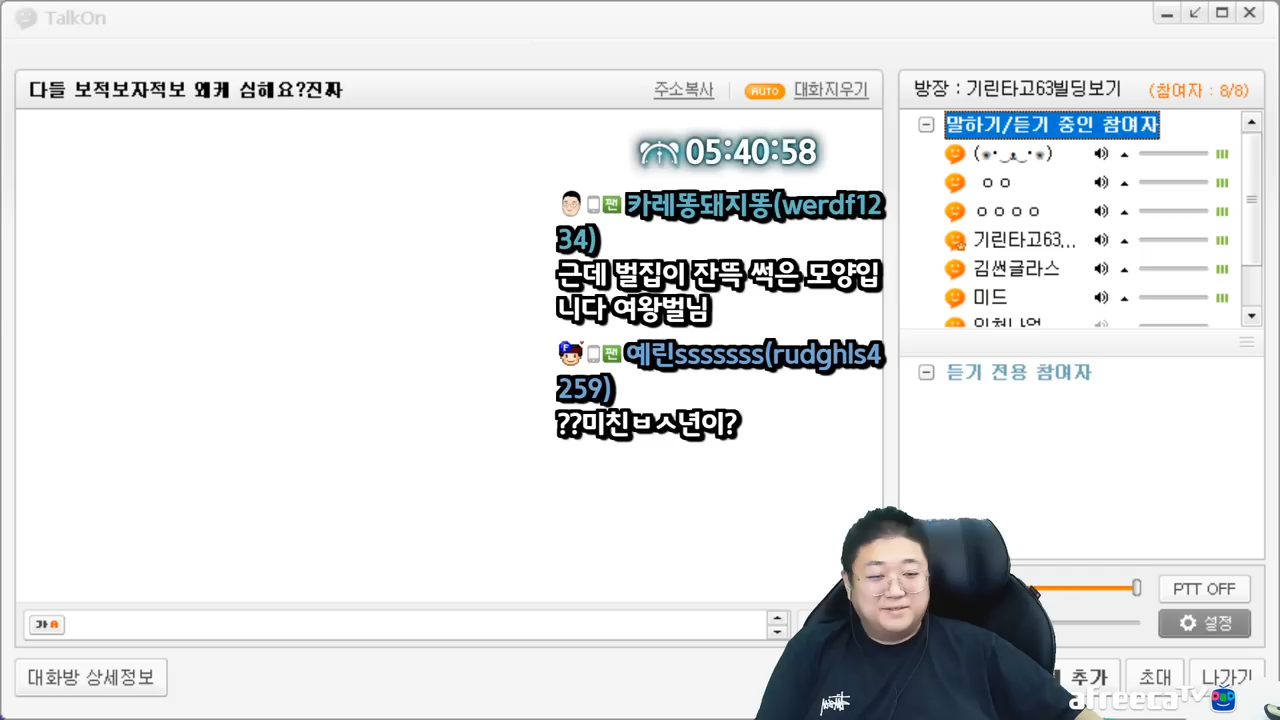 TalkOn
다들 보적보자적보 왜케 심해요?진짜
주소복사
AUTO
대화지우기
방장 : 기린타고63빌딩보기
(참여자 : 8/8)
말하기/듣기 중인 참여자
05:40:58
ㅇㅇ
팬 카레똥돼지똥(werdf12
34)
근데 벌집이 잔뜩 썩은 모양입
니다 여왕벌님
ㅇㅇㅇㅇ
기린타고63...
김썬글라스
미드
팬 예린sssssss(rudghls4
259)
??미친ㅂㅅ년이?
듣기 전용 참여자
PTT OFF
가A
설정
대화방 상세정보
추가
초대
나가기
afreecaTV